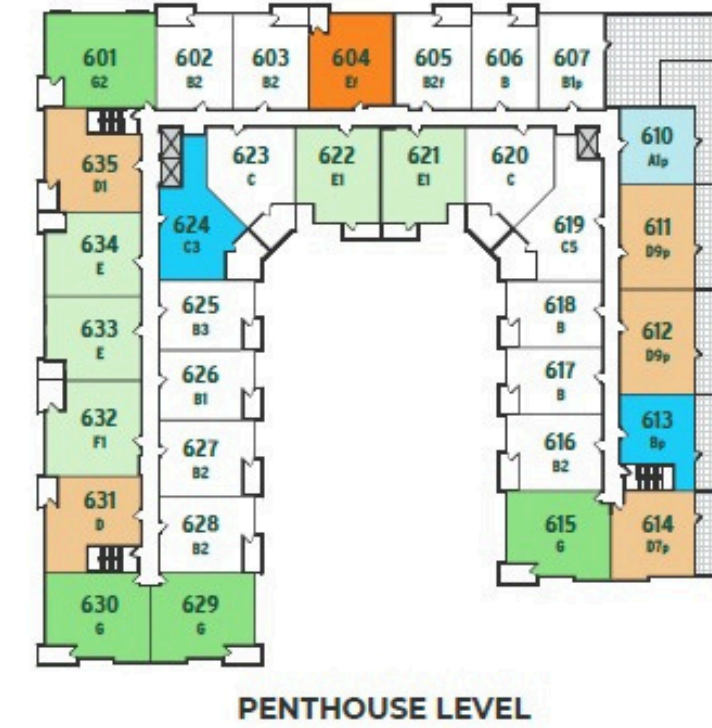 601
G2
602
B2
603
B2
604
Ef
605
B2f
606
B
607
B1p
610
A1p
635
D1
623
C
622
E1
621
E1
620
C
624
C3
619
C5
611
D9p
634
E
625
B3
618
B
612
D9p
633
E
626
B1
617
B
613
Bp
632
F1
627
B2
616
B2
631
D
628
B2
615
G
614
D7p
630
G
629
G
PENTHOUSE LEVEL